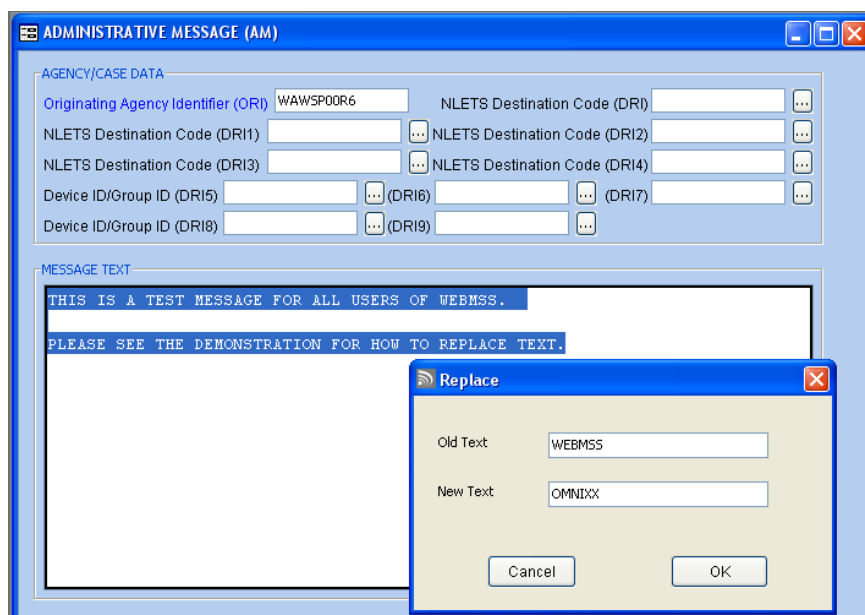 ADMINISTRATIVE MESSAGE (AM)
AGENCY/CASE DATA
Originating Agency Identifier (ORI) WAWSP00R6 NLETS Destination Code (DRI) ...
NLETS Destination Code (DRI1) ... NLETS Destination Code (DRI2) ...
NLETS Destination Code (DRI3) ... NLETS Destination Code (DRI4) ...
Device ID/Group ID (DRI5) ... (DRI6) ... (DRI7) ...
Device ID/Group ID (DRI8) ... (DRI9) ...
MESSAGE TEXT
THIS IS A TEST MESSAGE FOR ALL USERS OF WEBMSS.
PLEASE SEE THE DEMONSTRATION FOR HOW TO REPLACE TEXT.
Replace
Old Text WEBMSS
New Text OMNIXX
Cancel OK